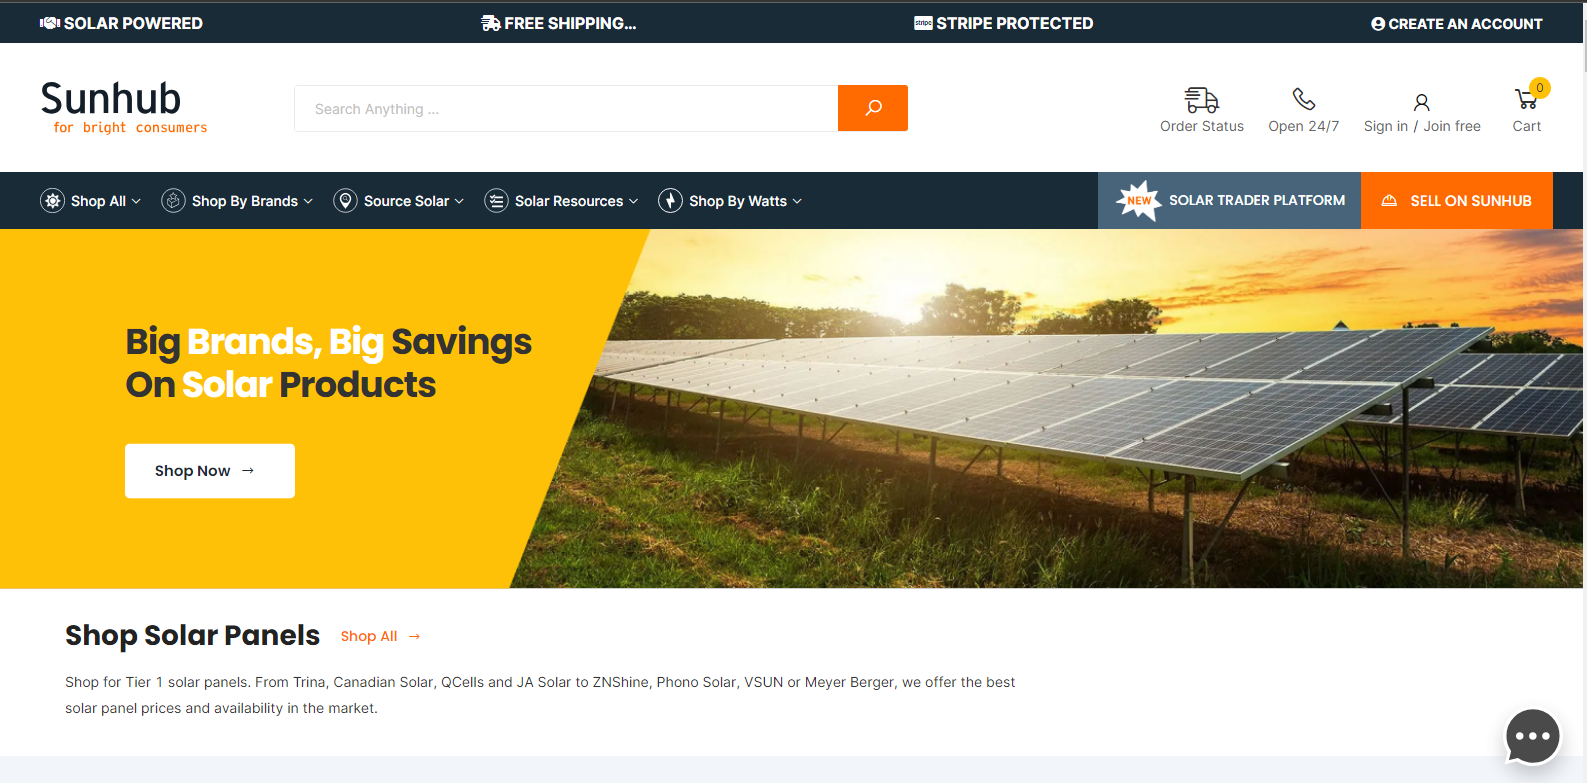 SOLAR POWERED
FREE SHIPPING...
stripe STRIPE PROTECTED
CREATE AN ACCOUNT
Sunhub
for bright consumers
Search Anything ...
Order Status
Open 24/7
Sign in / Join free
0
Cart
Shop All
Shop By Brands
Source Solar
Solar Resources
Shop By Watts
NEW
SOLAR TRADER PLATFORM
SELL ON SUNHUB
Big Brands, Big Savings
On Solar Products
Shop Now →
Shop Solar Panels
Shop All →
Shop for Tier 1 solar panels. From Trina, Canadian Solar, QCells and JA Solar to ZNShine, Phono Solar, VSUN or Meyer Berger, we offer the best
solar panel prices and availability in the market.